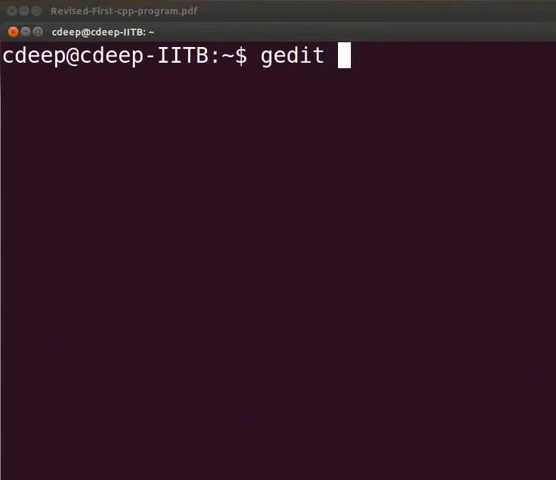 Revised-First-cpp-program.pdf
cdeep@cdeep-IITB: ~
cdeep@cdeep-IITB:~$ gedit